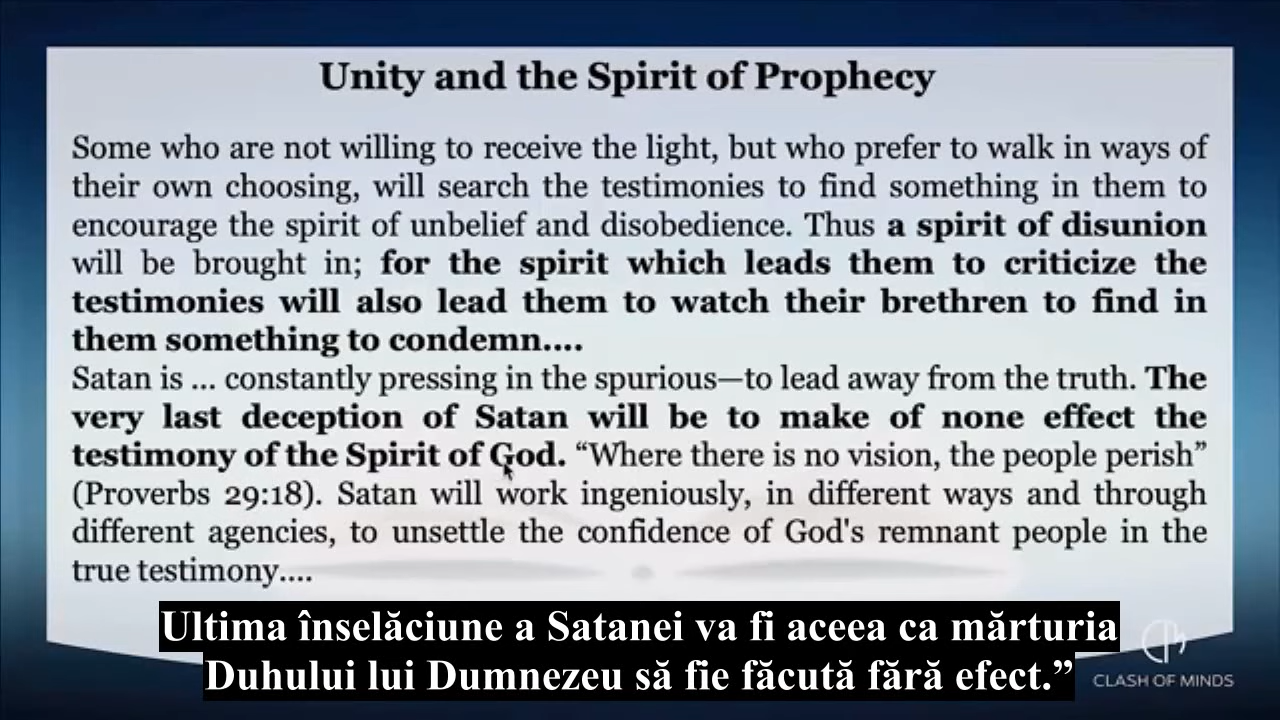 Unity and the Spirit of Prophecy
Some who are not willing to receive the light, but who prefer to walk in ways of
their own choosing, will search the testimonies to find something in them to
encourage the spirit of unbelief and disobedience. Thus a spirit of disunion
will be brought in; for the spirit which leads them to criticize the
testimonies will also lead them to watch their brethren to find in
them something to condemn....
Satan is ... constantly pressing in the spurious—to lead away from the truth. The
very last deception of Satan will be to make of none effect the
testimony of the Spirit of God. “Where there is no vision, the people perish”
(Proverbs 29:18). Satan will work ingeniously, in different ways and through
different agencies, to unsettle the confidence of God's remnant people in the
true testimony....
Ultima înselăciune a Satanei va fi aceea ca mărturia
Duhului lui Dumnezeu să fie făcută fără efect.”
CLASH OF MINDS